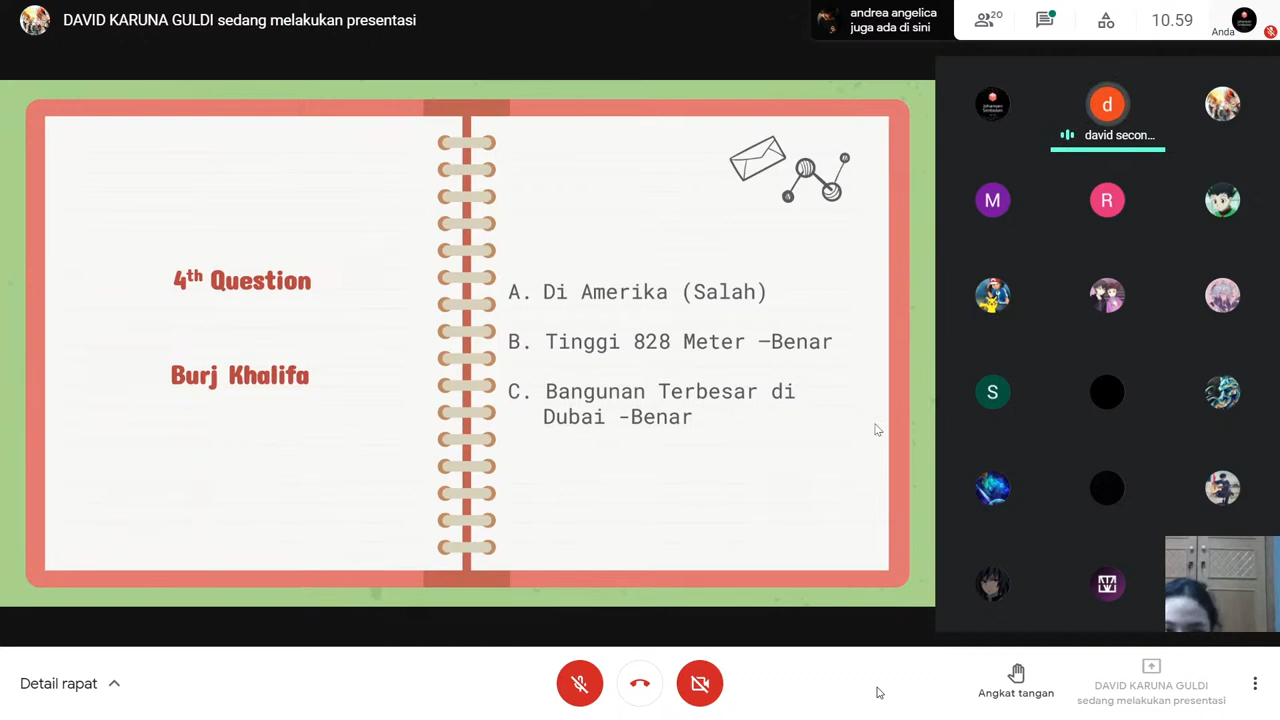 DAVID KARUNA GULDI sedang melakukan presentasi
andrea angelica
juga ada di sini
20
10.59
Anda
d
david secon...
M
R
S
4th Question
Burj Khalifa
A. Di Amerika (Salah)
B. Tinggi 828 Meter –Benar
C. Bangunan Terbesar di
Dubai -Benar
Detail rapat
Angkat tangan
DAVID KARUNA GULDI
sedang melakukan presentasi